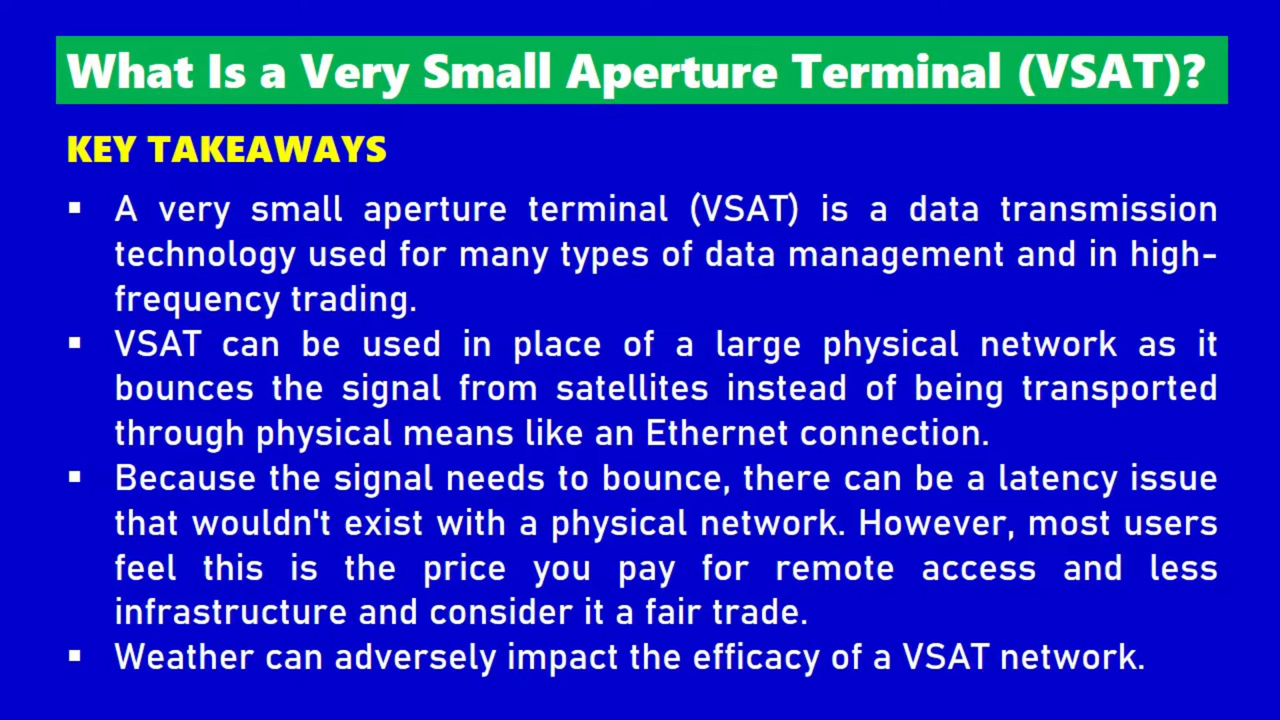 What Is a Very Small Aperture Terminal (VSAT)?
KEY TAKEAWAYS
▪ A very small aperture terminal (VSAT) is a data transmission
technology used for many types of data management and in high-
frequency trading.
▪ VSAT can be used in place of a large physical network as it
bounces the signal from satellites instead of being transported
through physical means like an Ethernet connection.
▪ Because the signal needs to bounce, there can be a latency issue
that wouldn't exist with a physical network. However, most users
feel this is the price you pay for remote access and less
infrastructure and consider it a fair trade.
▪ Weather can adversely impact the efficacy of a VSAT network.